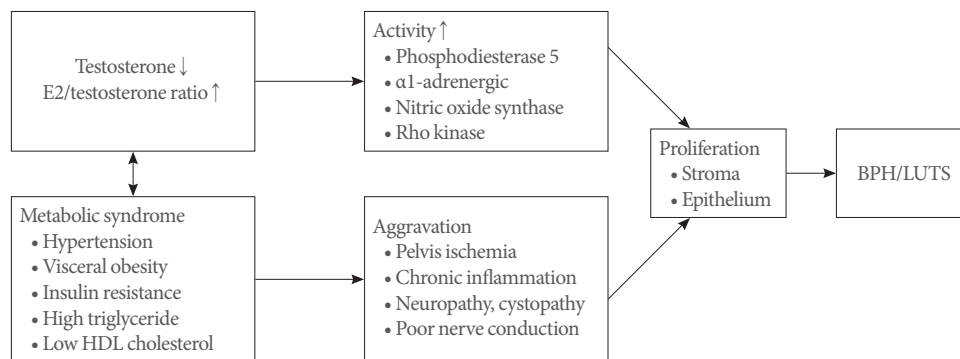 Testosterone ↓
E2/testosterone ratio ↑
Activity ↑
• Phosphodiesterase 5
• α1-adrenergic
• Nitric oxide synthase
• Rho kinase
Metabolic syndrome
• Hypertension
• Visceral obesity
• Insulin resistance
• High triglyceride
• Low HDL cholesterol
Aggravation
• Pelvis ischemia
• Chronic inflammation
• Neuropathy, cystopathy
• Poor nerve conduction
Proliferation
• Stroma
• Epithelium
BPH/LUTS